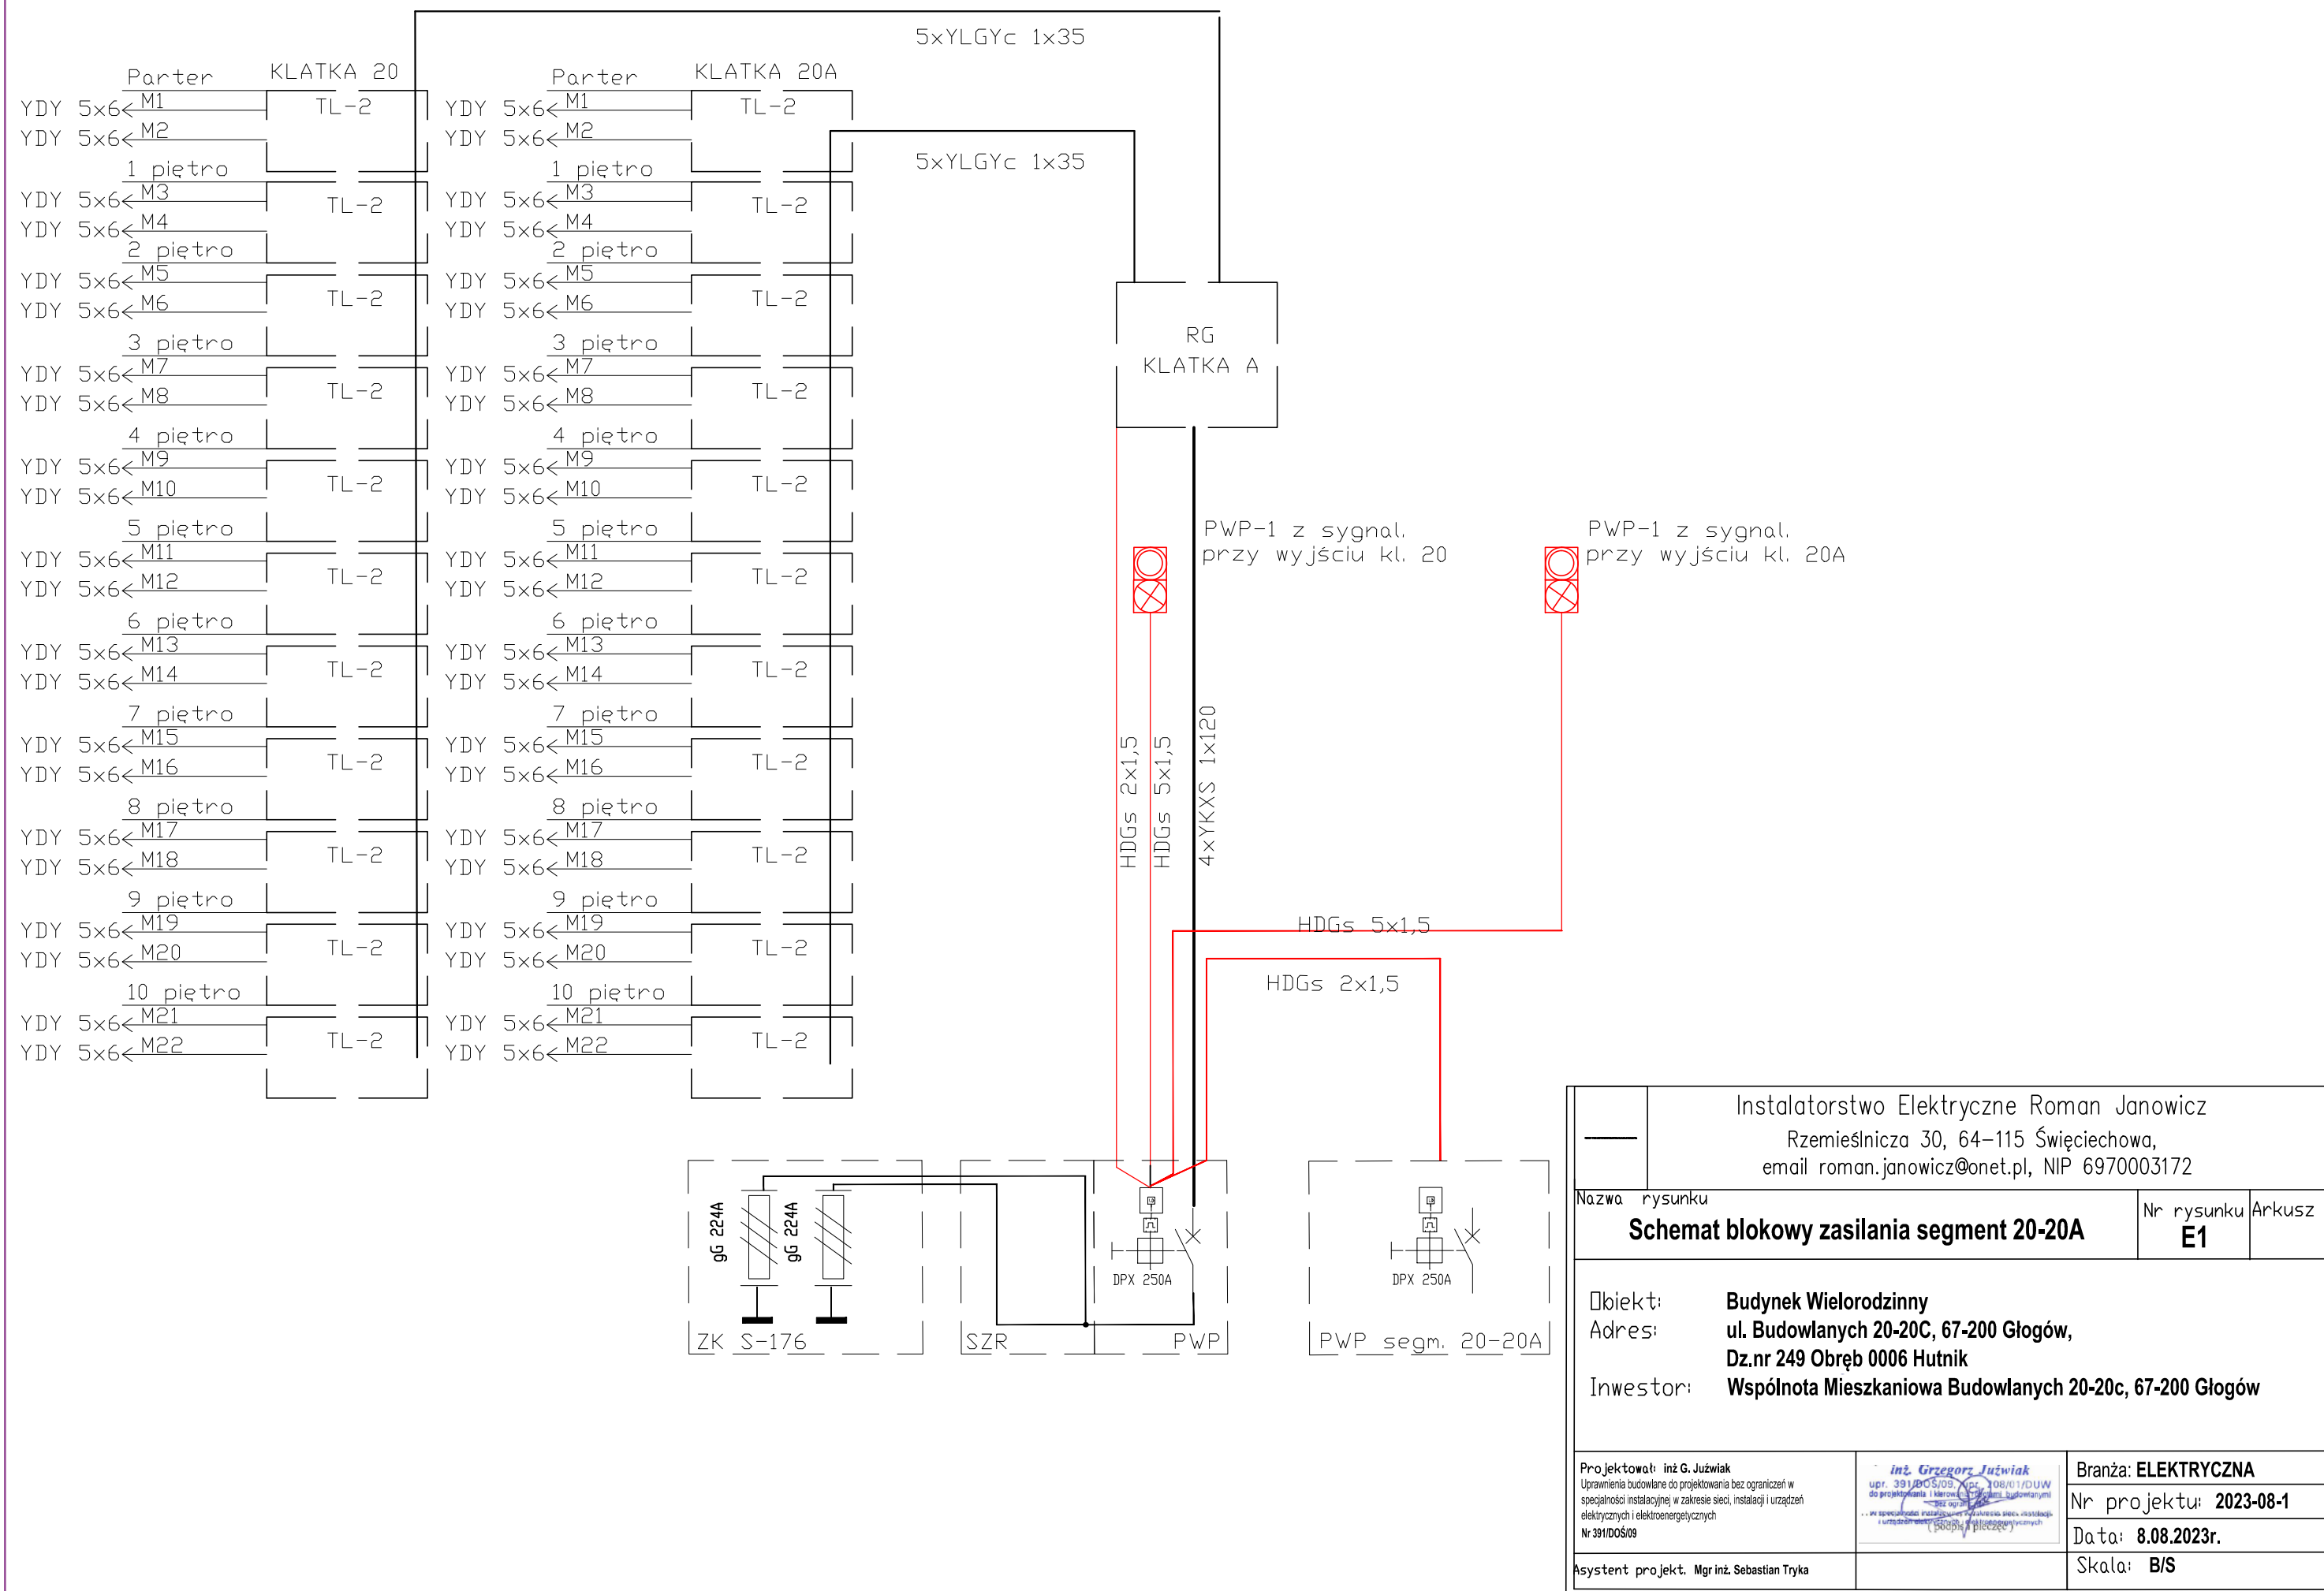 5xYLGYc 1x35
Parter
KLATKA 20
TL-2
YDY 5x6 M1
YDY 5x6 M2
1 piętro
TL-2
YDY 5x6 M3
YDY 5x6 M4
2 piętro
TL-2
YDY 5x6 M5
YDY 5x6 M6
3 piętro
TL-2
YDY 5x6 M7
YDY 5x6 M8
4 piętro
TL-2
YDY 5x6 M9
YDY 5x6 M10
5 piętro
TL-2
YDY 5x6 M11
YDY 5x6 M12
6 piętro
TL-2
YDY 5x6 M13
YDY 5x6 M14
7 piętro
TL-2
YDY 5x6 M15
YDY 5x6 M16
8 piętro
TL-2
YDY 5x6 M17
YDY 5x6 M18
9 piętro
TL-2
YDY 5x6 M19
YDY 5x6 M20
10 piętro
TL-2
YDY 5x6 M21
YDY 5x6 M22
Parter
KLATKA 20A
TL-2
YDY 5x6 M1
YDY 5x6 M2
1 piętro
TL-2
YDY 5x6 M3
YDY 5x6 M4
2 piętro
TL-2
YDY 5x6 M5
YDY 5x6 M6
3 piętro
TL-2
YDY 5x6 M7
YDY 5x6 M8
4 piętro
TL-2
YDY 5x6 M9
YDY 5x6 M10
5 piętro
TL-2
YDY 5x6 M11
YDY 5x6 M12
6 piętro
TL-2
YDY 5x6 M13
YDY 5x6 M14
7 piętro
TL-2
YDY 5x6 M15
YDY 5x6 M16
8 piętro
TL-2
YDY 5x6 M17
YDY 5x6 M18
9 piętro
TL-2
YDY 5x6 M19
YDY 5x6 M20
10 piętro
TL-2
YDY 5x6 M21
YDY 5x6 M22
5xYLGYc 1x35
RG
KLATKA A
PWP-1 z sygnal.
przy wyjściu kl. 20
PWP-1 z sygnal.
przy wyjściu kl. 20A
HDGs 2x1,5
HDGs 5x1,5
4xYKXS 1x120
HDGs 5x1,5
HDGs 2x1,5
gG 224A
gG 224A
ZK S-176
SZR
DPX 250A
PWP
DPX 250A
PWP segm. 20-20A
Instalatorstwo Elektryczne Roman Janowicz
Rzemieślnicza 30, 64-115 Święciechowa,
email roman.janowicz@onet.pl, NIP 6970003172
Nazwa rysunku
Schemat blokowy zasilania segment 20-20A
Nr rysunku
E1
Arkusz
Obiekt: Budynek Wielorodzinny
Adres: ul. Budowlanych 20-20C, 67-200 Głogów,
Dz.nr 249 Obręb 0006 Hutnik
Inwestor: Wspólnota Mieszkaniowa Budowlanych 20-20c, 67-200 Głogów
Projektował: inż G. Juźwiak
Uprawnienia budowlane do projektowania bez ograniczeń w
specjalności instalacyjnej w zakresie sieci, instalacji i urządzeń
elektrycznych i elektroenergetycznych
Nr 391/DOŚ/09
inż. Grzegorz Juźwiak
upr. 391/DOŚ/09, upr. 208/01/DUW
(podpis i pieczęć)
Branża: ELEKTRYCZNA
Nr projektu: 2023-08-1
Data: 8.08.2023r.
Skala: B/S
Asystent projekt. Mgr inż. Sebastian Tryka